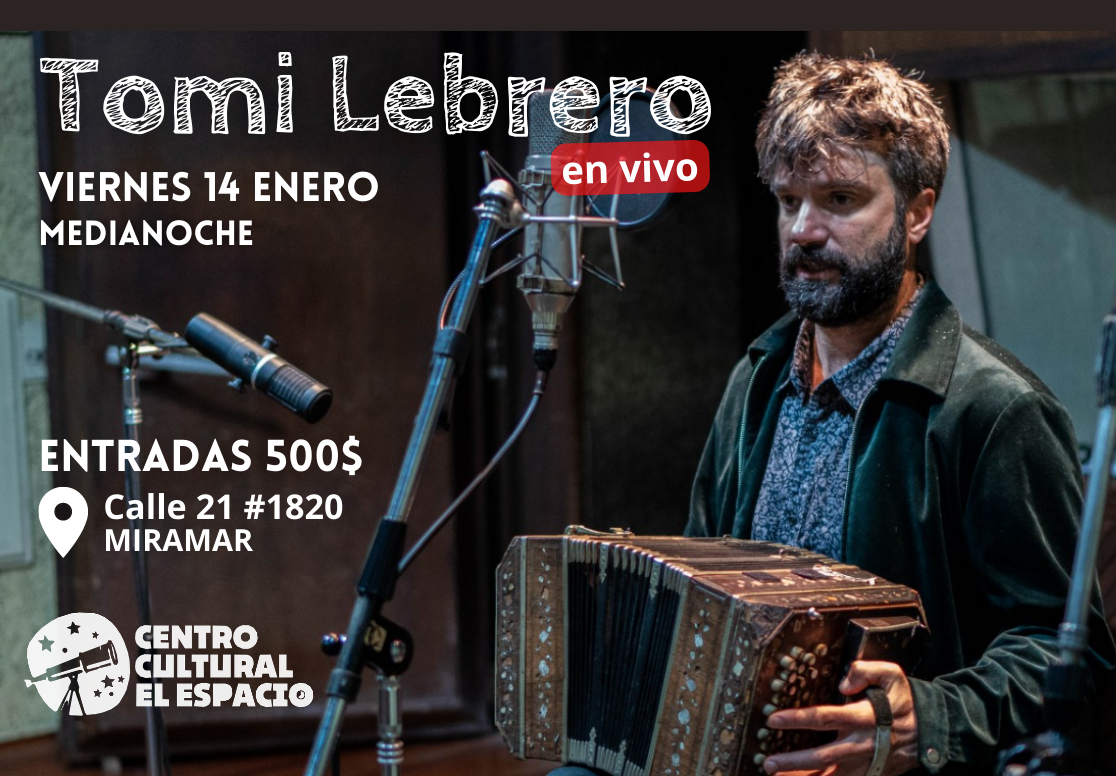 Tomi Lebrero
en vivo
VIERNES 14 ENERO
MEDIANOCHE
ENTRADAS 500$
Calle 21 #1820
MIRAMAR
CENTRO
CULTURAL
EL ESPACIO